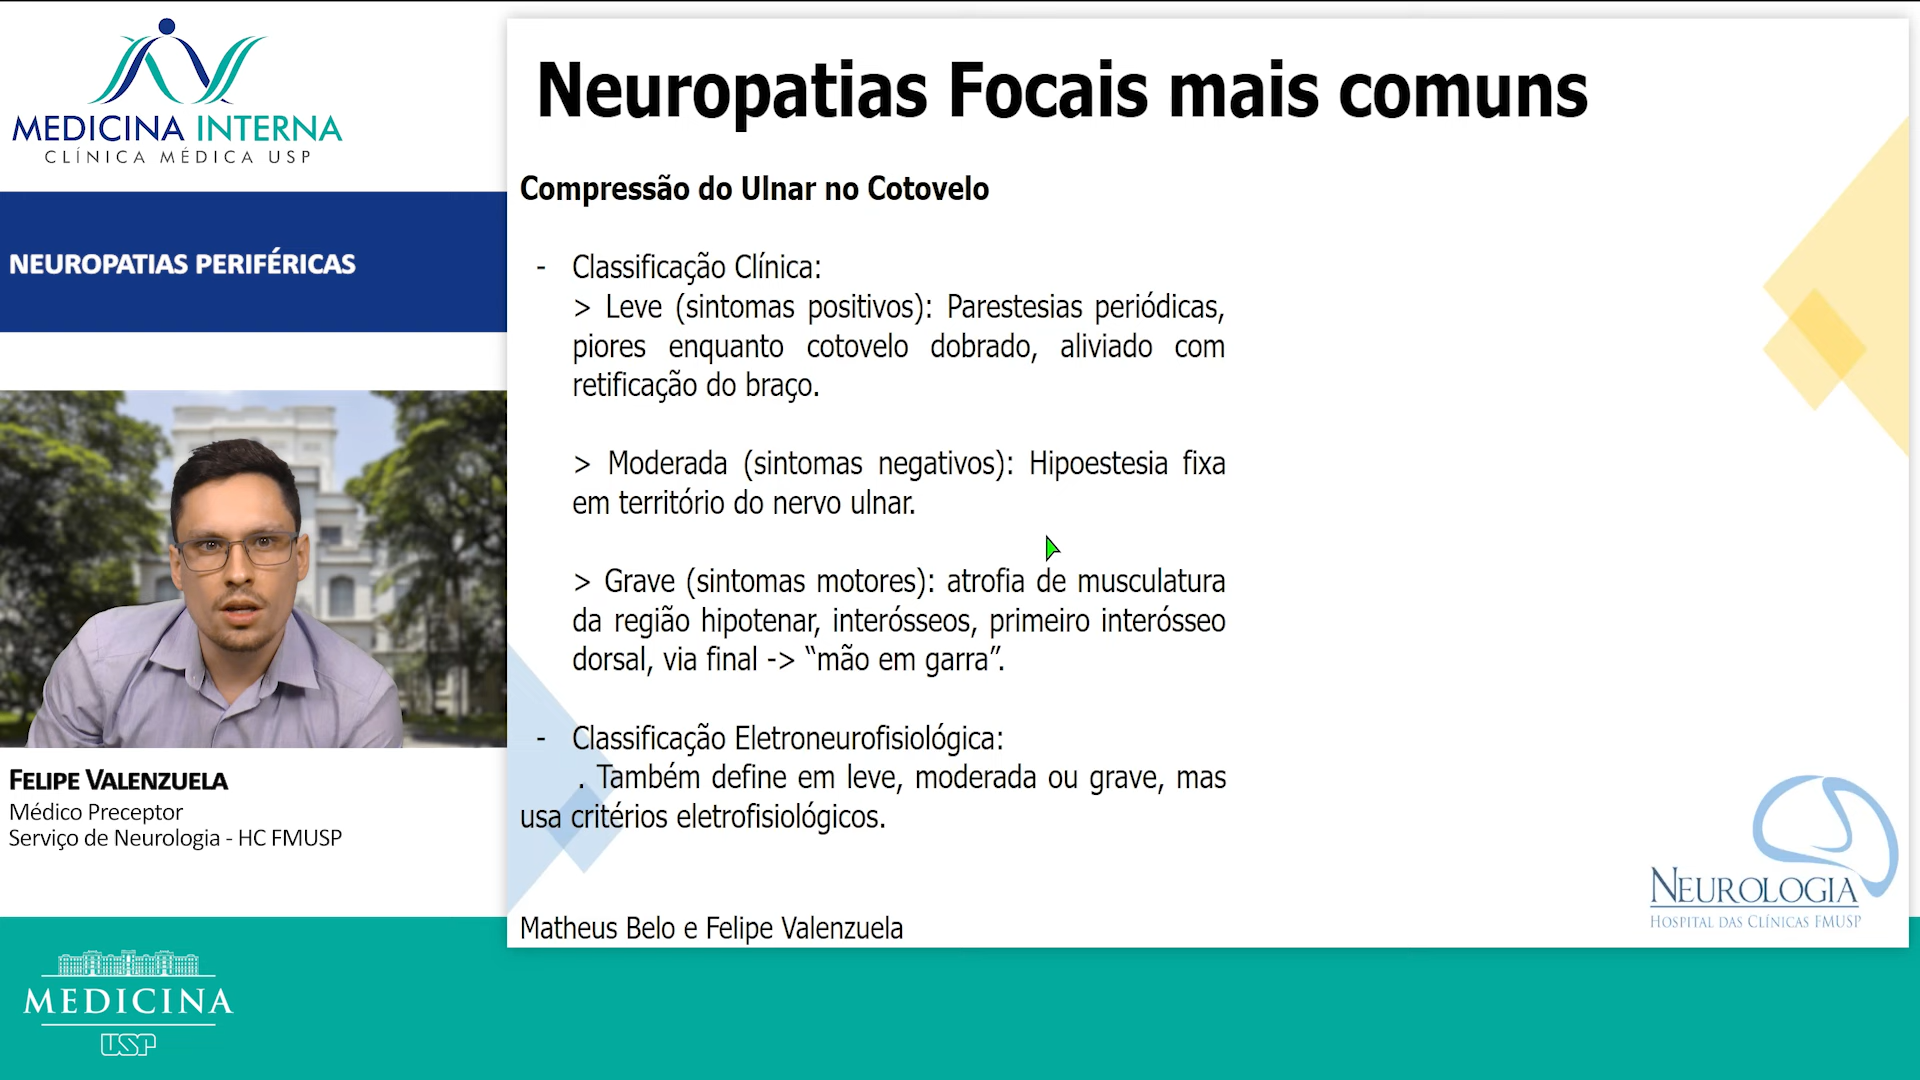 MEDICINA INTERNA
CLÍNICA MÉDICA USP
NEUROPATIAS PERIFÉRICAS
FELIPE VALENZUELA
Médico Preceptor
Serviço de Neurologia - HC FMUSP
MEDICINA
USP
Neuropatias Focais mais comuns
Compressão do Ulnar no Cotovelo
- Classificação Clínica:
> Leve (sintomas positivos): Parestesias periódicas,
piores enquanto cotovelo dobrado, aliviado com
retificação do braço.
> Moderada (sintomas negativos): Hipoestesia fixa
em território do nervo ulnar.
> Grave (sintomas motores): atrofia de musculatura
da região hipotenar, interósseos, primeiro interósseo
dorsal, via final -> “mão em garra”.
- Classificação Eletroneurofisiológica:
. Também define em leve, moderada ou grave, mas
usa critérios eletrofisiológicos.
Matheus Belo e Felipe Valenzuela
NEUROLOGIA
HOSPITAL DAS CLÍNICAS FMUSP